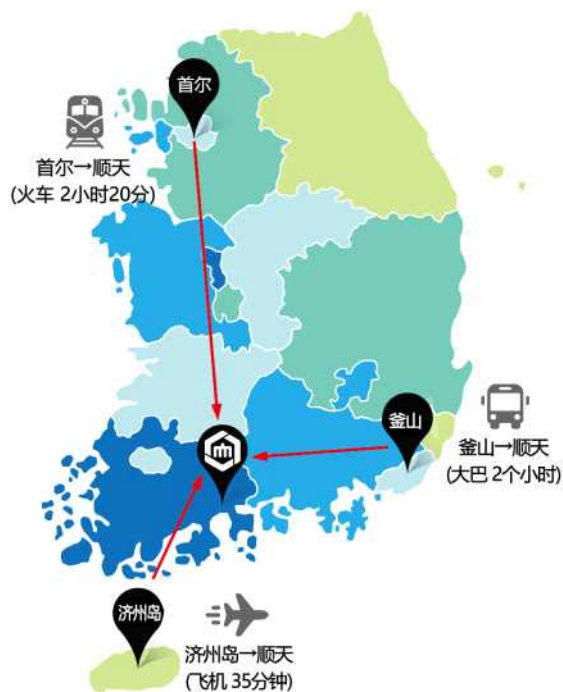 首尔
首尔→顺天
(火车 2小时20分)
釜山
釜山→顺天
(大巴 2个小时)
济州岛
济州岛→顺天
(飞机 35分钟)